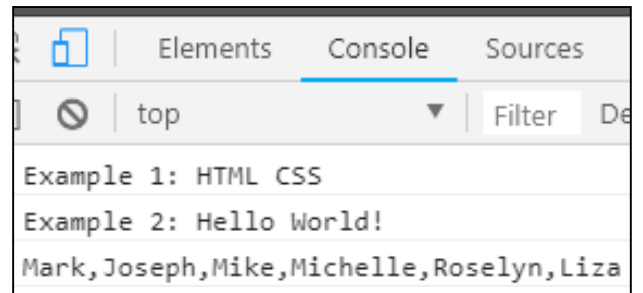 Elements Console Sources
top Filter De
Example 1: HTML CSS
Example 2: Hello World!
Mark,Joseph,Mike,Michelle,Roselyn,Liza